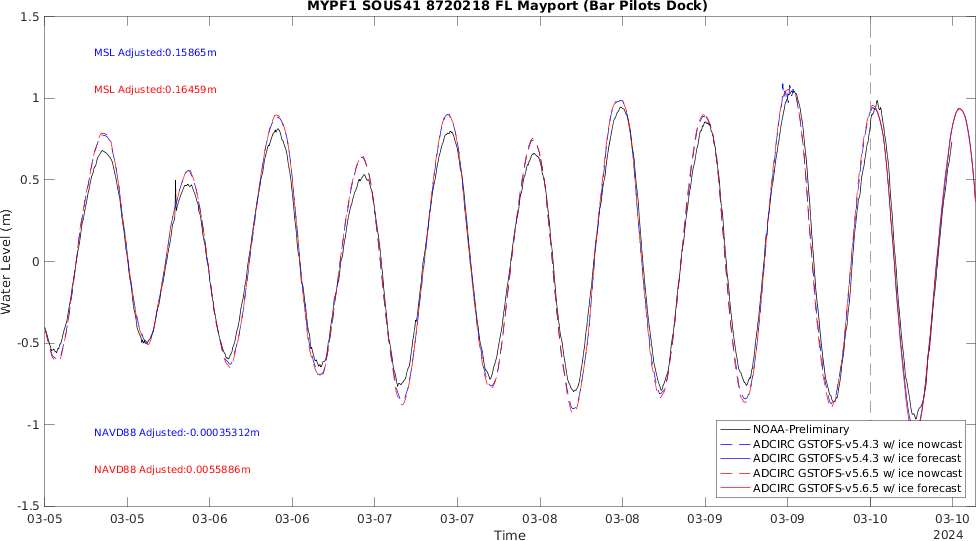 MYPF1 SOUS41 8720218 FL Mayport (Bar Pilots Dock)
1.5
MSL Adjusted:0.15865m
MSL Adjusted:0.16459m
1
0.5
0
-0.5
-1
-1.5
Water Level (m)
NAVD88 Adjusted:-0.00035312m
NAVD88 Adjusted:0.0055886m
NOAA-Preliminary
ADCIRC GSTOFS-v5.4.3 w/ ice nowcast
ADCIRC GSTOFS-v5.4.3 w/ ice forecast
ADCIRC GSTOFS-v5.6.5 w/ ice nowcast
ADCIRC GSTOFS-v5.6.5 w/ ice forecast
03-05 03-05 03-06 03-06 03-07 03-07 03-08 03-08 03-09 03-09 03-10 03-10
2024
Time